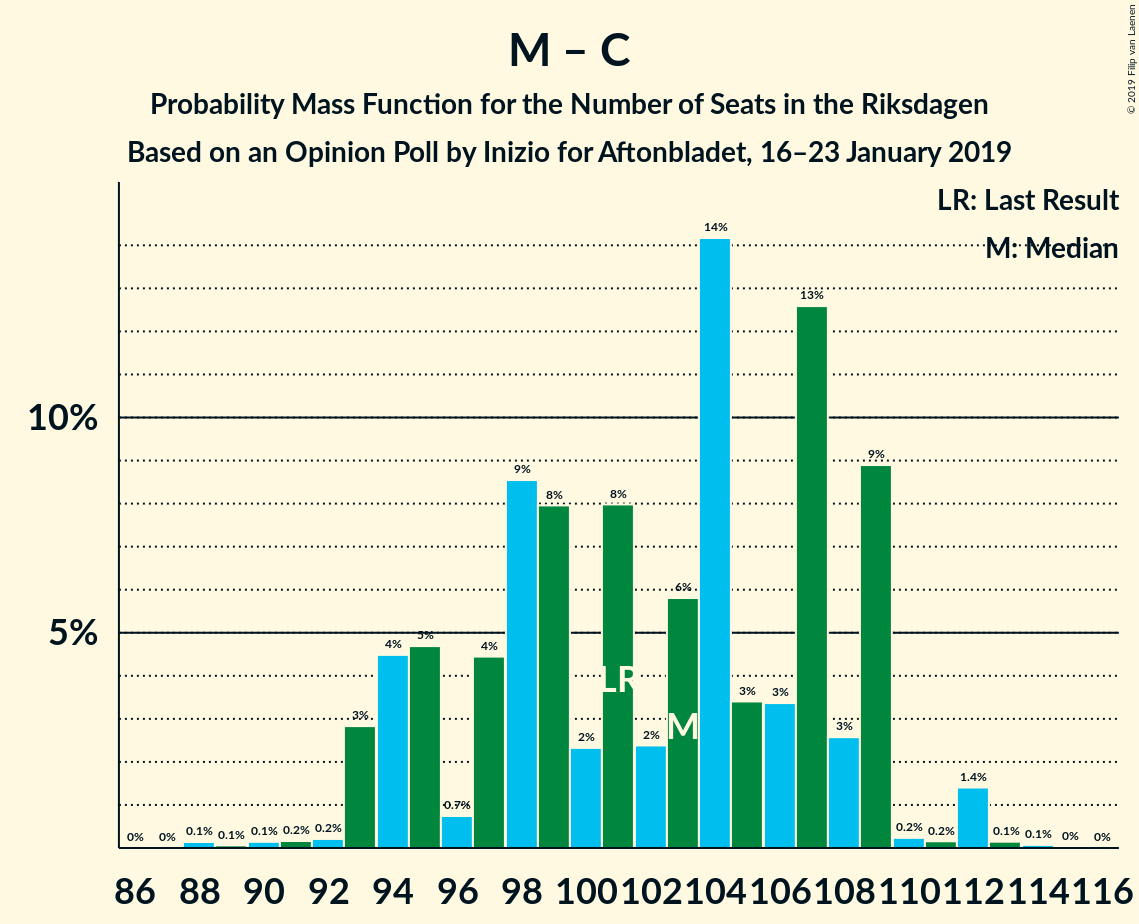 M – C
Probability Mass Function for the Number of Seats in the Riksdagen
Based on an Opinion Poll by Inizio for Aftonbladet, 16–23 January 2019
© 2019 Filip van Laenen
LR: Last Result
M: Median
10%
5%
0% 0% 0.1% 0.1% 0.1% 0.2% 0.2% 3% 4% 5% 0.7% 4% 9% 8% 2% 8% 2% 6% 14% 3% 3% 13% 3% 9% 0.2% 0.2% 1.4% 0.1% 0.1% 0% 0%
LR
M
86 88 90 92 94 96 98 100 102 104 106 108 110 112 114 116